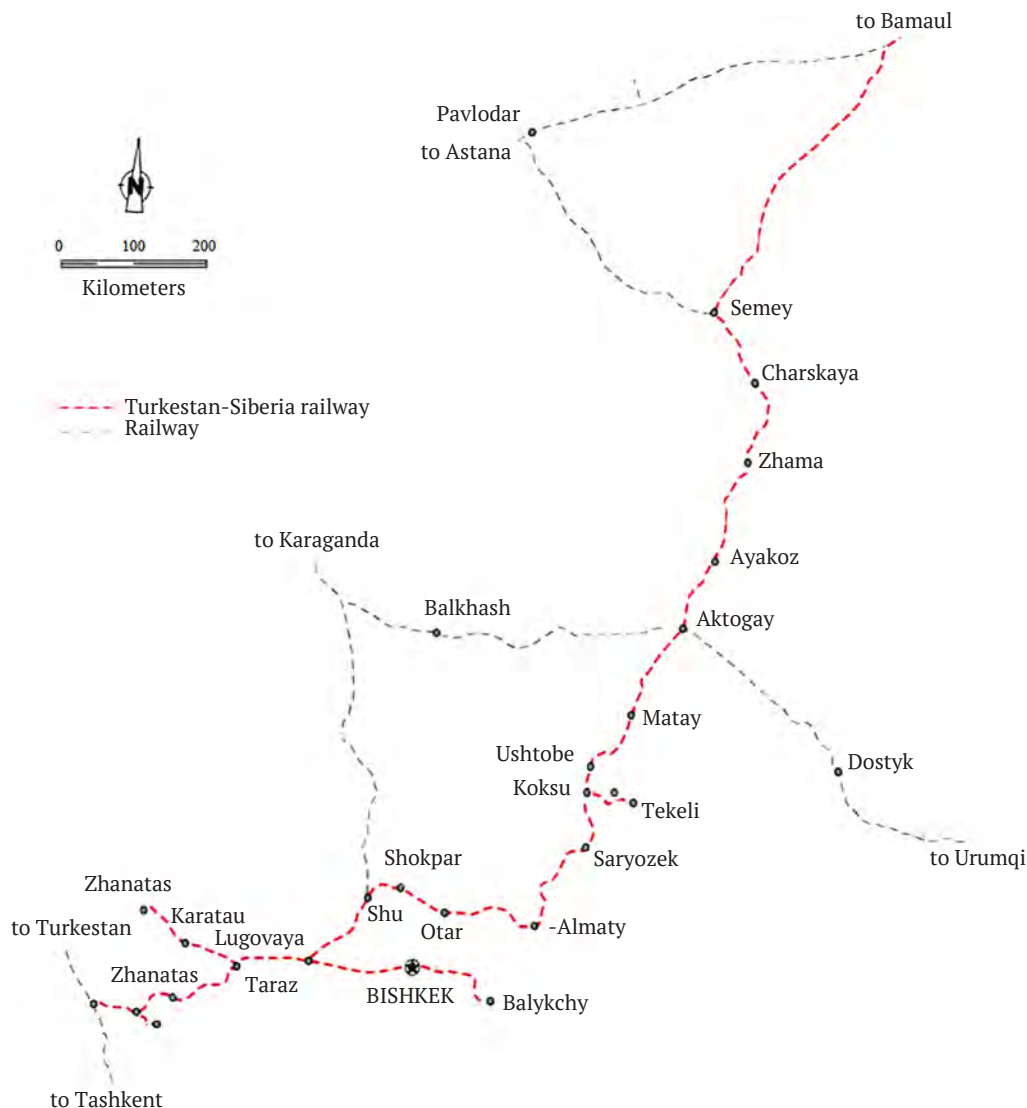 to Bamaul
Pavlodar
to Astana
N
0 100 200
Kilometers
Semey
Charskaya
Turkestan-Siberia railway
Railway
Zhama
to Karaganda
Ayakoz
Balkhash
Aktogay
Matay
Ushtobe
Dostyk
Koksu
Tekeli
Saryozek
to Urumqi
Shokpar
Zhanatas
Shu
Karatau
Otar
-Almaty
to Turkestan
Lugovaya
Zhanatas
Taraz
BISHKEK
Balykchy
to Tashkent